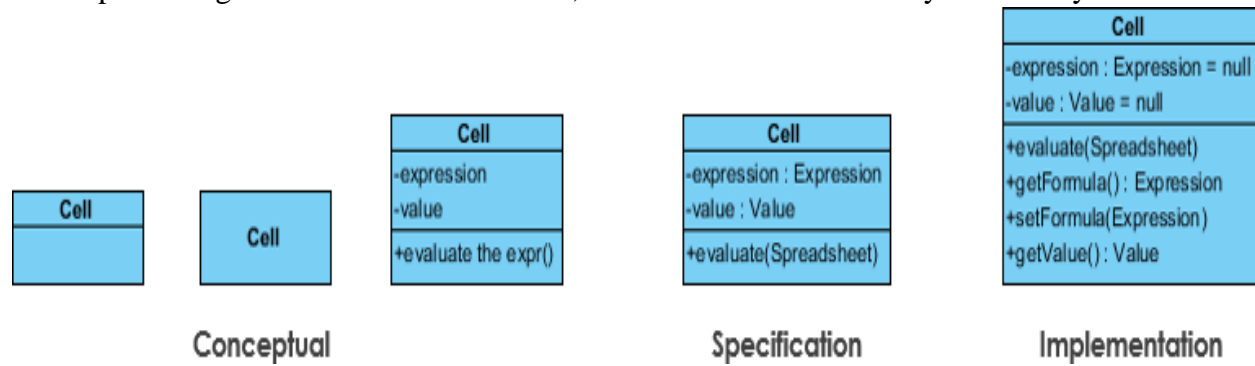 Cell
Cell
Cell
-expression
-value
+evaluate the expr()
Conceptual
Cell
-expression : Expression
-value : Value
+evaluate(Spreadsheet)
Specification
Cell
-expression : Expression = null
-value : Value = null
+evaluate(Spreadsheet)
+getFormula() : Expression
+setFormula(Expression)
+getValue() : Value
Implementation